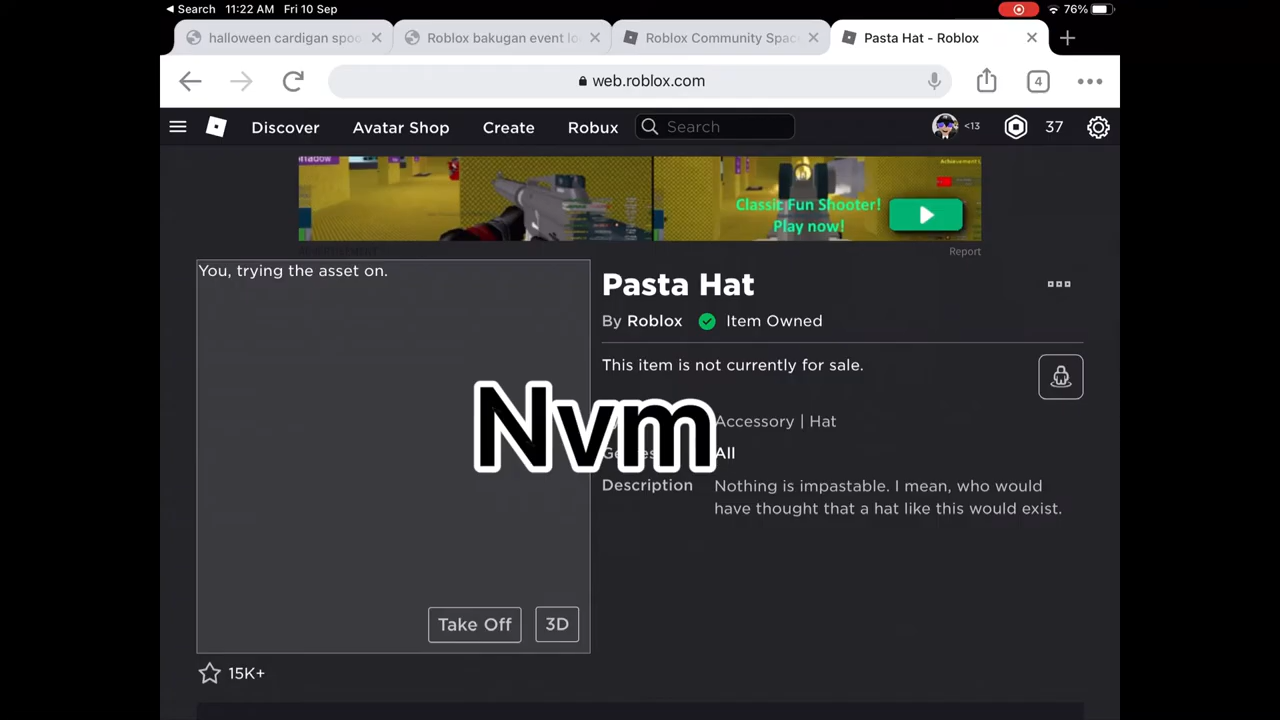 Search 11:22 AM Fri 10 Sep 76%
halloween cardigan spoo Roblox bakugan event lo Roblox Community Space Pasta Hat - Roblox
web.roblox.com 4
Discover Avatar Shop Create Robux Search <13 37
Classic Fun Shooter!
Play now!
Report
You, trying the asset on.
Pasta Hat
By Roblox Item Owned
This item is not currently for sale.
Nvm
Accessory | Hat
Genres All
Description Nothing is impastable. I mean, who would
have thought that a hat like this would exist.
Take Off 3D
15K+